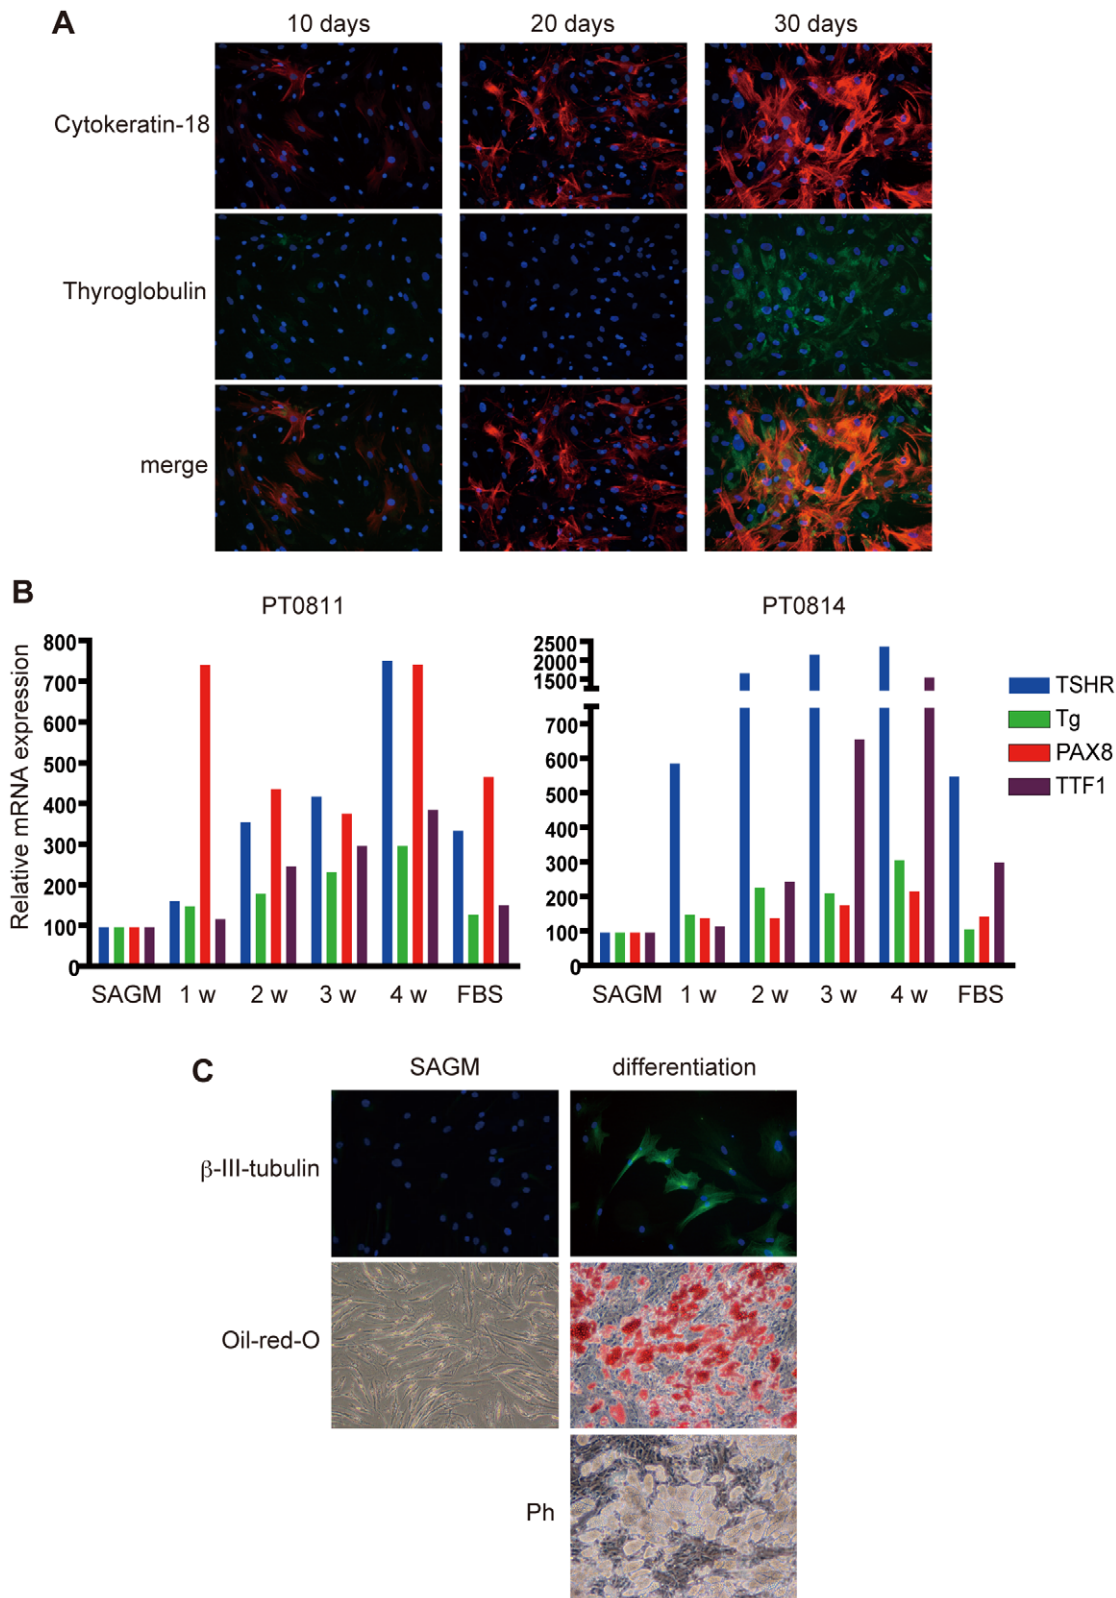 A
10 days 20 days 30 days
Cytokeratin-18
Thyroglobulin
merge
B
PT0811 PT0814
Relative mRNA expression
800
700
600
500
400
300
200
100
0
SAGM 1 w 2 w 3 w 4 w FBS
2500
2000
1500
700
600
500
400
300
200
100
0
SAGM 1 w 2 w 3 w 4 w FBS
TSHR
Tg
PAX8
TTF1
C
SAGM differentiation
β-III-tubulin
Oil-red-O
Ph